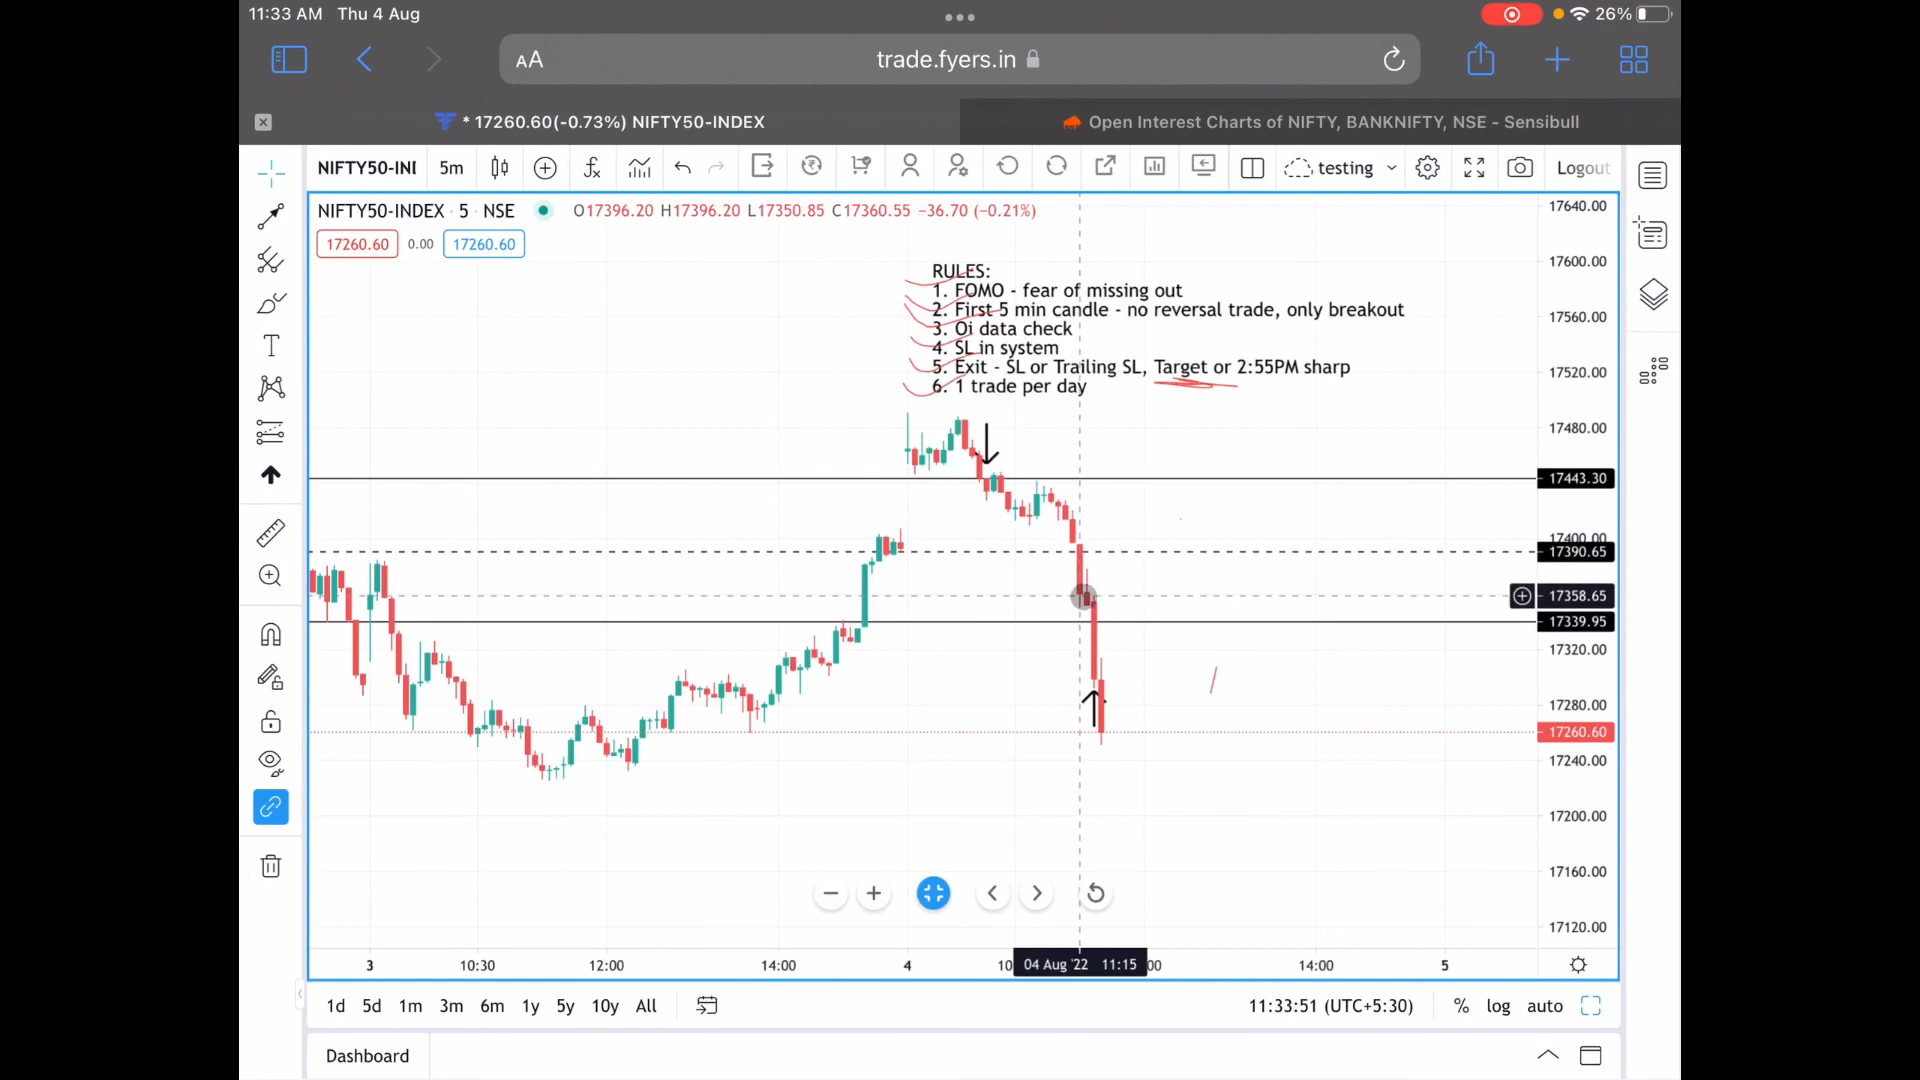 11:33 AM Thu 4 Aug
26%
AA
trade.fyers.in
* 17260.60(-0.73%) NIFTY50-INDEX
Open Interest Charts of NIFTY, BANKNIFTY, NSE - Sensibull
NIFTY50-INI
5m
testing
Logout
NIFTY50-INDEX · 5 · NSE
O17396.20 H17396.20 L17350.85 C17360.55 −36.70 (−0.21%)
17260.60
0.00
17260.60
RULES:
1. FOMO - fear of missing out
2. First 5 min candle - no reversal trade, only breakout
3. Oi data check
4. SL in system
5. Exit - SL or Trailing SL, Target or 2:55PM sharp
6. 1 trade per day
17640.00
17600.00
17560.00
17520.00
17480.00
17443.30
17400.00
17390.65
17358.65
17339.95
17320.00
17280.00
17260.60
17240.00
17200.00
17160.00
17120.00
3
10:30
12:00
14:00
4
10
04 Aug '22 11:15
00
14:00
5
1d 5d 1m 3m 6m 1y 5y 10y All
11:33:51 (UTC+5:30)
% log auto
Dashboard